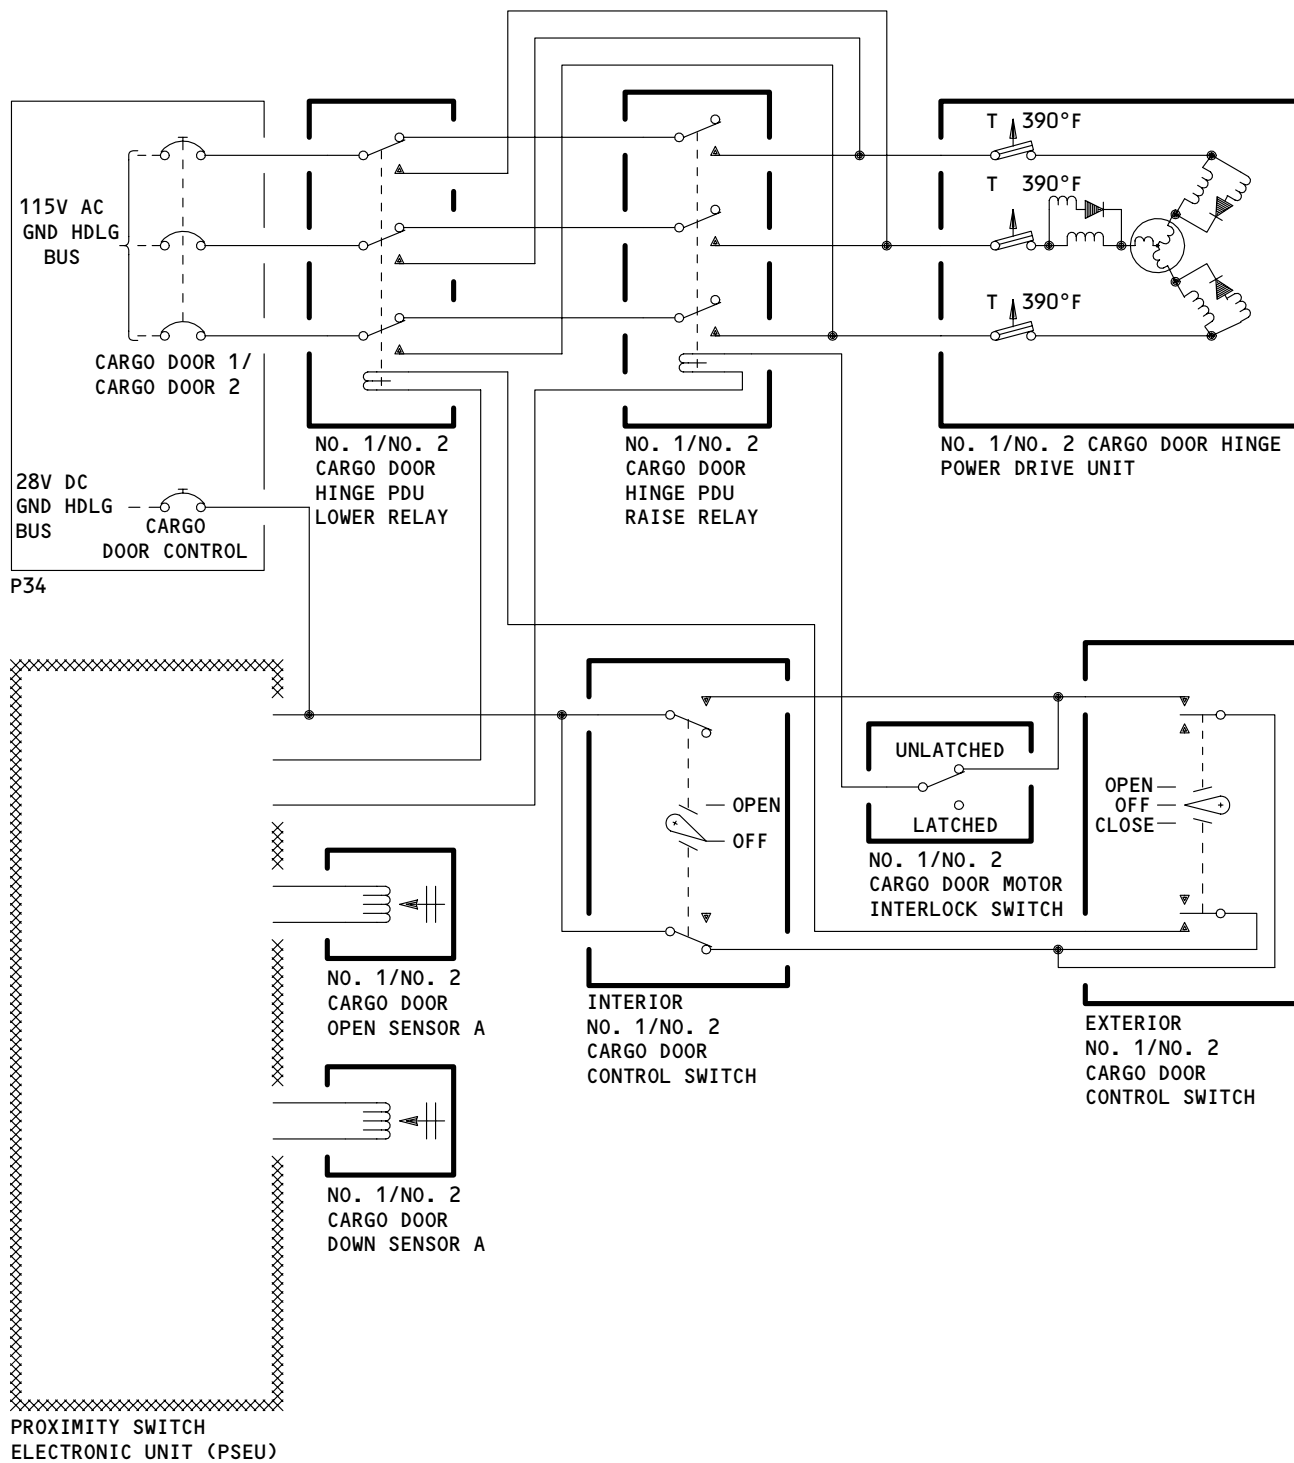 T 390°F
T 390°F
T 390°F
115V AC
GND HDLG
BUS
CARGO DOOR 1/
CARGO DOOR 2
28V DC
GND HDLG
BUS
CARGO
DOOR CONTROL
P34
NO. 1/NO. 2
CARGO DOOR
HINGE PDU
LOWER RELAY
NO. 1/NO. 2
CARGO DOOR
HINGE PDU
RAISE RELAY
NO. 1/NO. 2 CARGO DOOR HINGE
POWER DRIVE UNIT
OPEN
OFF
UNLATCHED
LATCHED
NO. 1/NO. 2
CARGO DOOR MOTOR
INTERLOCK SWITCH
OPEN
OFF
CLOSE
NO. 1/NO. 2
CARGO DOOR
OPEN SENSOR A
INTERIOR
NO. 1/NO. 2
CARGO DOOR
CONTROL SWITCH
EXTERIOR
NO. 1/NO. 2
CARGO DOOR
CONTROL SWITCH
NO. 1/NO. 2
CARGO DOOR
DOWN SENSOR A
PROXIMITY SWITCH
ELECTRONIC UNIT (PSEU)